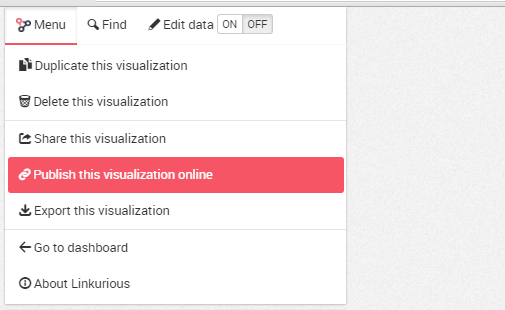 Menu Find Edit data ON OFF
Duplicate this visualization
Delete this visualization
Share this visualization
Publish this visualization online
Export this visualization
Go to dashboard
About Linkurious